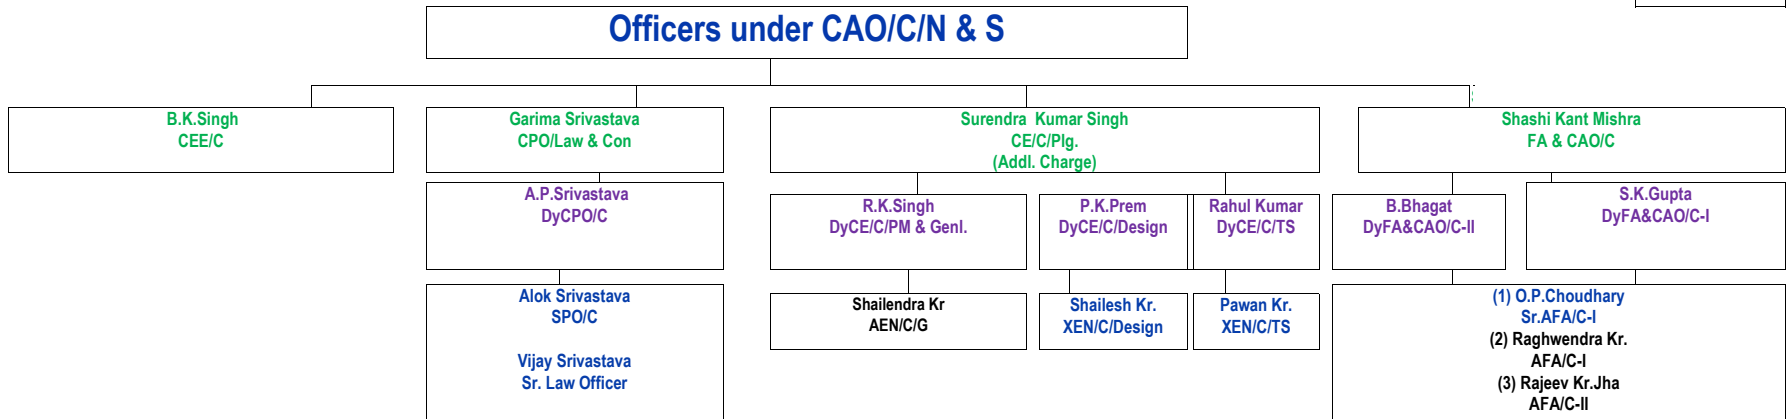 Officers under CAO/C/N & S
B.K.Singh
CEE/C
Garima Srivastava
CPO/Law & Con
Surendra Kumar Singh
CE/C/Plg.
(Addl. Charge)
Shashi Kant Mishra
FA & CAO/C
A.P.Srivastava
DyCPO/C
R.K.Singh
DyCE/C/PM & Genl.
P.K.Prem
DyCE/C/Design
Rahul Kumar
DyCE/C/TS
B.Bhagat
DyFA&CAO/C-II
S.K.Gupta
DyFA&CAO/C-I
Alok Srivastava
SPO/C
Vijay Srivastava
Sr. Law Officer
Shailendra Kr
AEN/C/G
Shailesh Kr.
XEN/C/Design
Pawan Kr.
XEN/C/TS
(1) O.P.Choudhary
Sr.AFA/C-I
(2) Raghwendra Kr.
AFA/C-I
(3) Rajeev Kr.Jha
AFA/C-II